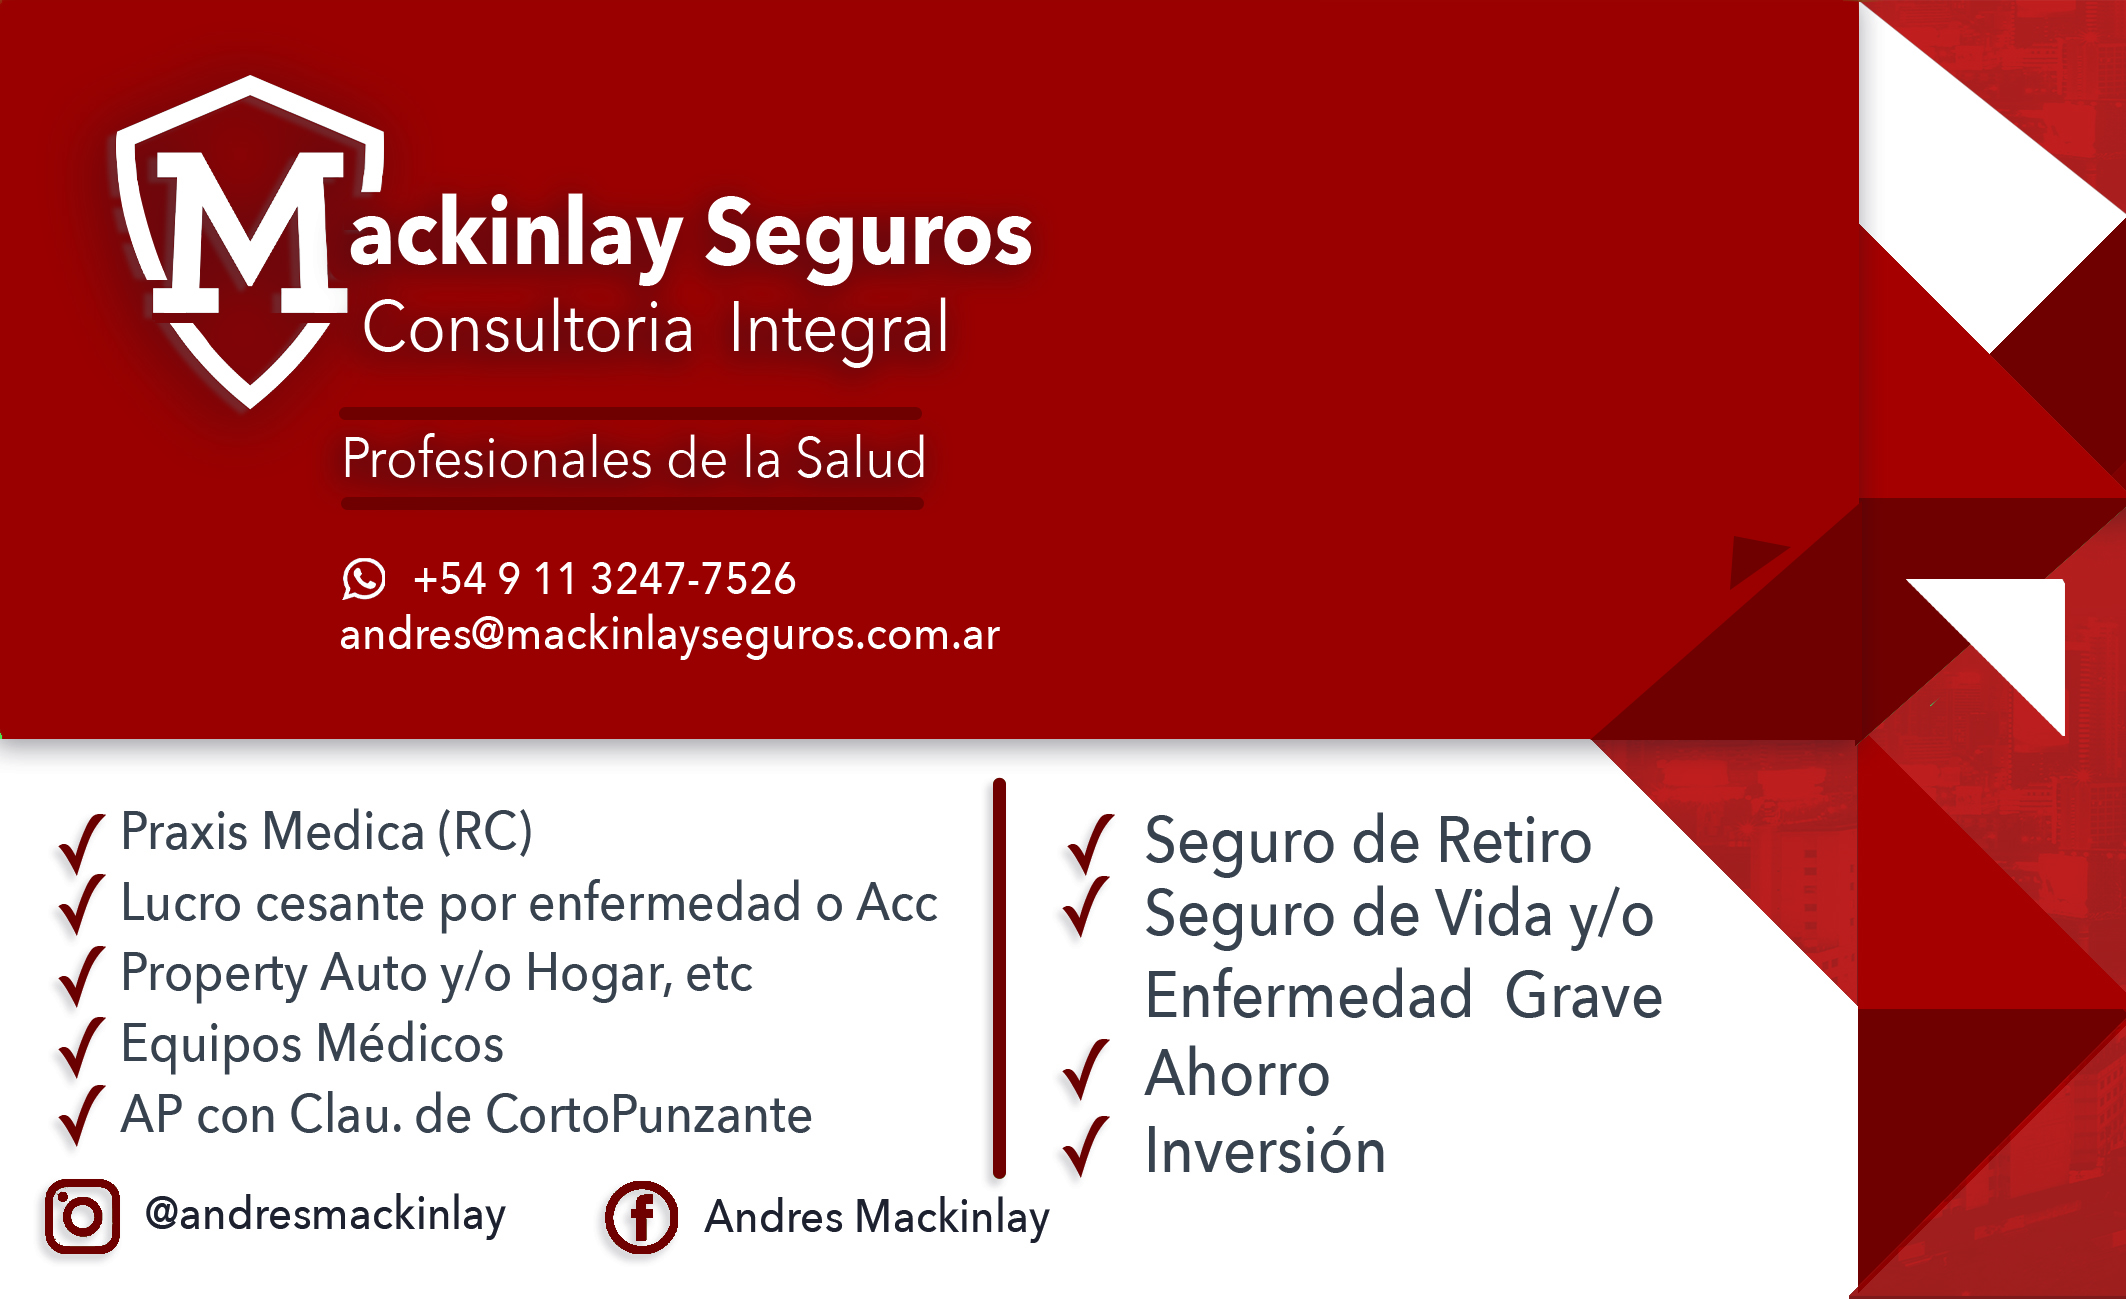 Mackinlay Seguros
Consultoria Integral
Profesionales de la Salud
+54 9 11 3247-7526
andres@mackinlayseguros.com.ar
Praxis Medica (RC)
Lucro cesante por enfermedad o Acc
Property Auto y/o Hogar, etc
Equipos Médicos
AP con Clau. de CortoPunzante
Seguro de Retiro
Seguro de Vida y/o
Enfermedad Grave
Ahorro
Inversión
@andresmackinlay
Andres Mackinlay